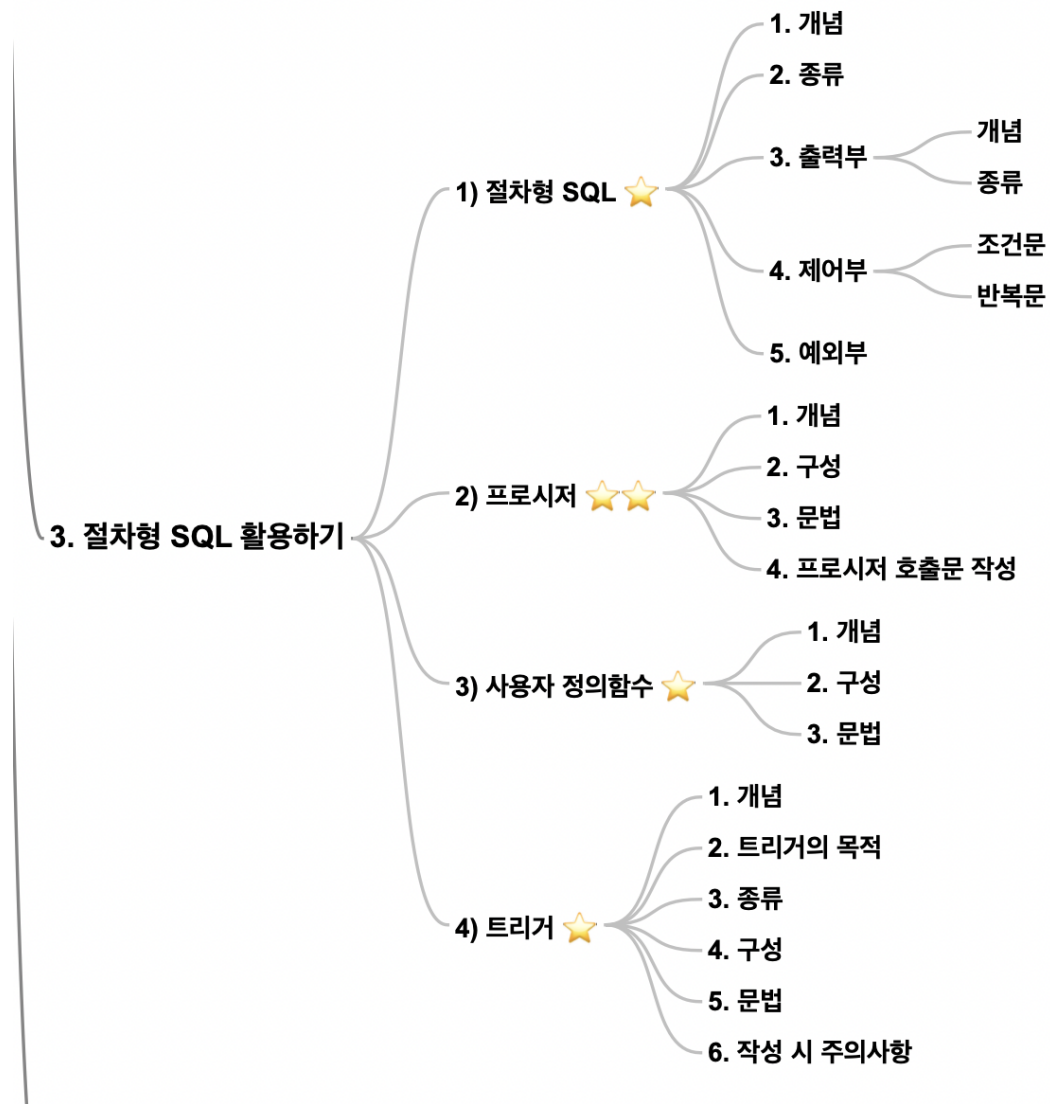 3. 절차형 SQL 활용하기
1) 절차형 SQL ⭐
1. 개념
2. 종류
3. 출력부
개념
종류
4. 제어부
조건문
반복문
5. 예외부
2) 프로시저 ⭐⭐
1. 개념
2. 구성
3. 문법
4. 프로시저 호출문 작성
3) 사용자 정의함수 ⭐
1. 개념
2. 구성
3. 문법
4) 트리거 ⭐
1. 개념
2. 트리거의 목적
3. 종류
4. 구성
5. 문법
6. 작성 시 주의사항